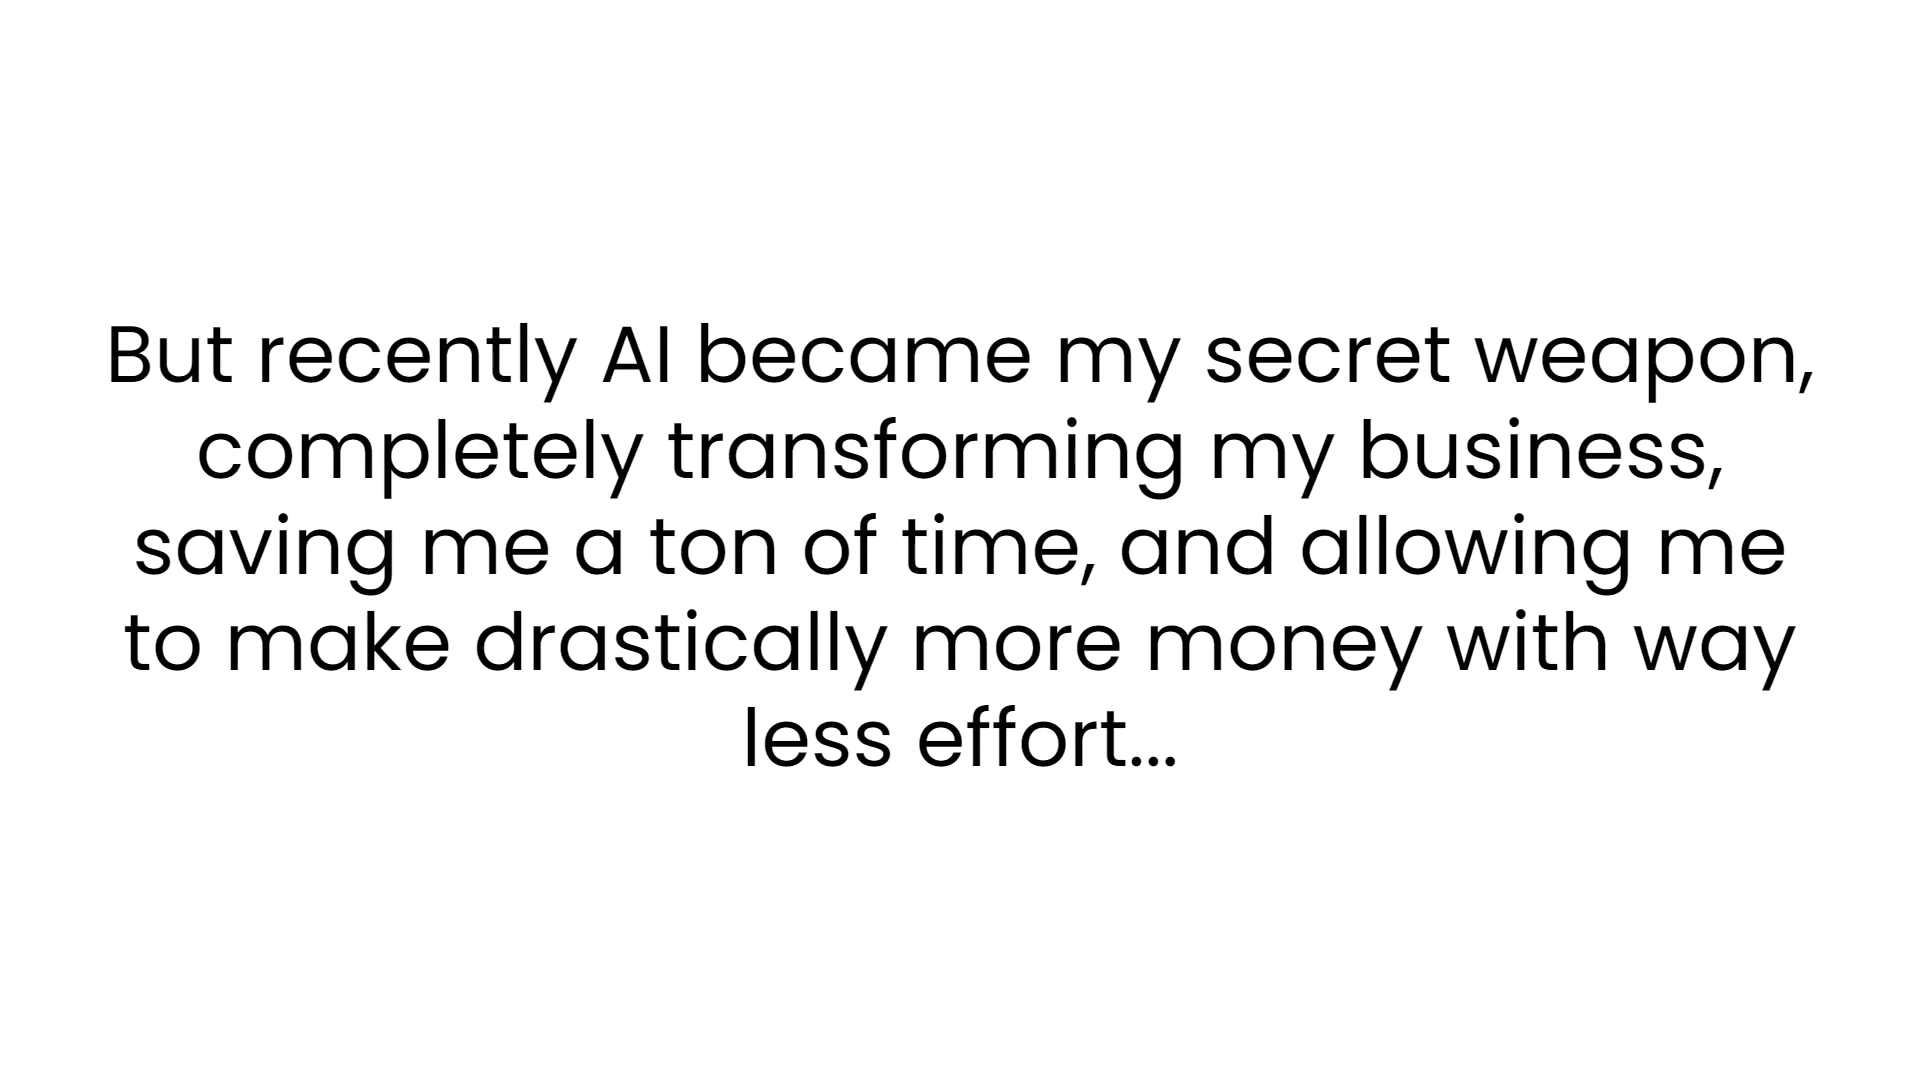 But recently AI became my secret weapon,
completely transforming my business,
saving me a ton of time, and allowing me
to make drastically more money with way
less effort...